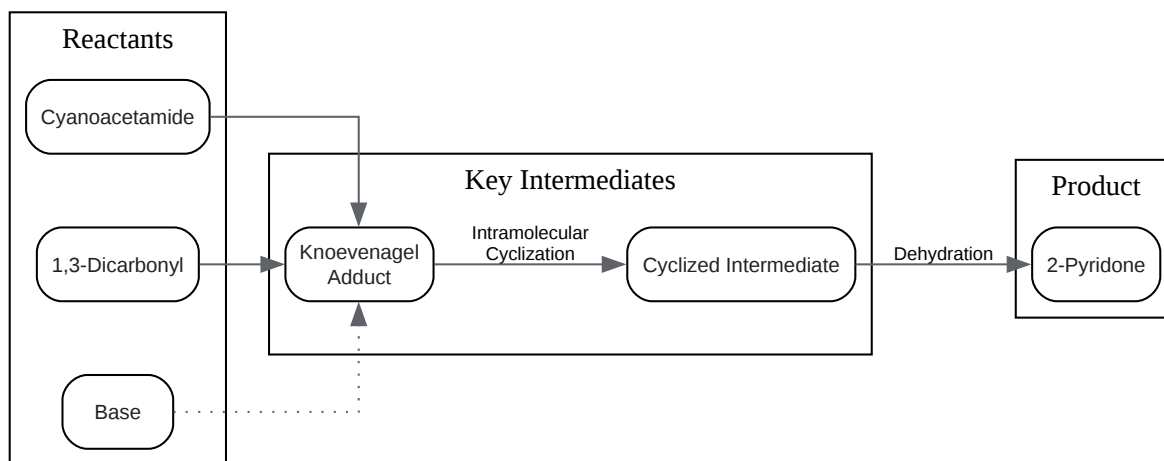 Reactants
Cyanoacetamide
1,3-Dicarbonyl
Base
Key Intermediates
Knoevenagel
Adduct
Intramolecular
Cyclization
Cyclized Intermediate
Dehydration
Product
2-Pyridone